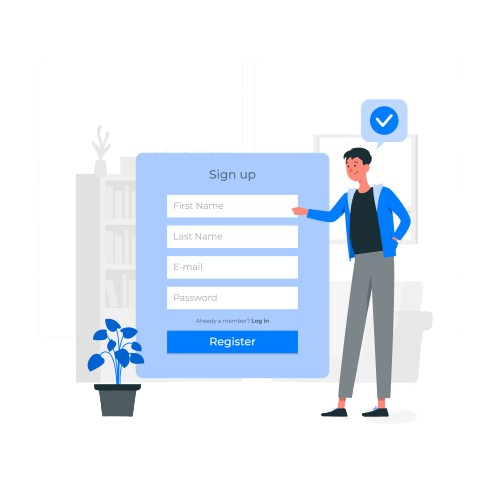 Sign up
First Name
Last Name
E-mail
Password
Already a member? Log in
Register